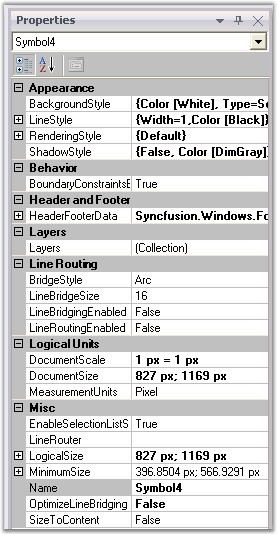 Properties
Symbol4
Appearance
BackgroundStyle {Color [White], Type=So
LineStyle {Width=1,Color [Black]}
RenderingStyle {Default}
ShadowStyle {False, Color [DimGray]}
Behavior
BoundaryConstraintsE True
Header and Footer
HeaderFooterData Syncfusion.Windows.Fo
Layers
Layers (Collection)
Line Routing
BridgeStyle Arc
LineBridgeSize 16
LineBridgingEnabled False
LineRoutingEnabled False
Logical Units
DocumentScale 1 px = 1 px
DocumentSize 827 px; 1169 px
MeasurementUnits Pixel
Misc
EnableSelectionListS True
LineRouter
LogicalSize 827 px; 1169 px
MinimumSize 396.8504 px; 566.9291 px
Name Symbol4
OptimizeLineBridging False
SizeToContent False